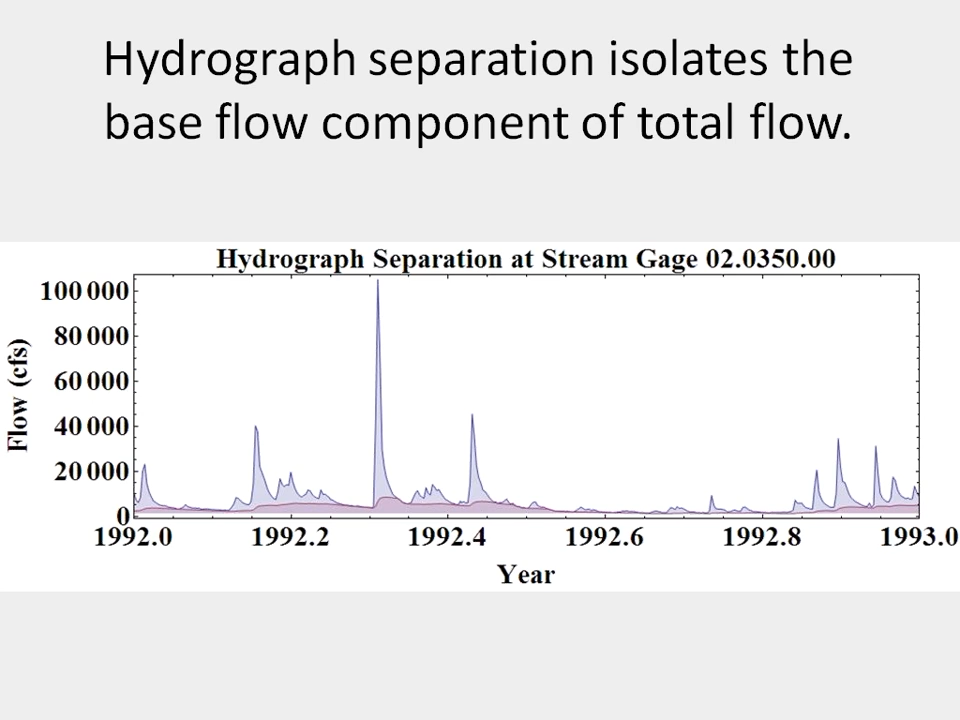 Hydrograph separation isolates the
base flow component of total flow.
Hydrograph Separation at Stream Gage 02.0350.00
100 000
80 000
60 000
40 000
20 000
0
Flow (cfs)
1992.0 1992.2 1992.4 1992.6 1992.8 1993.0
Year